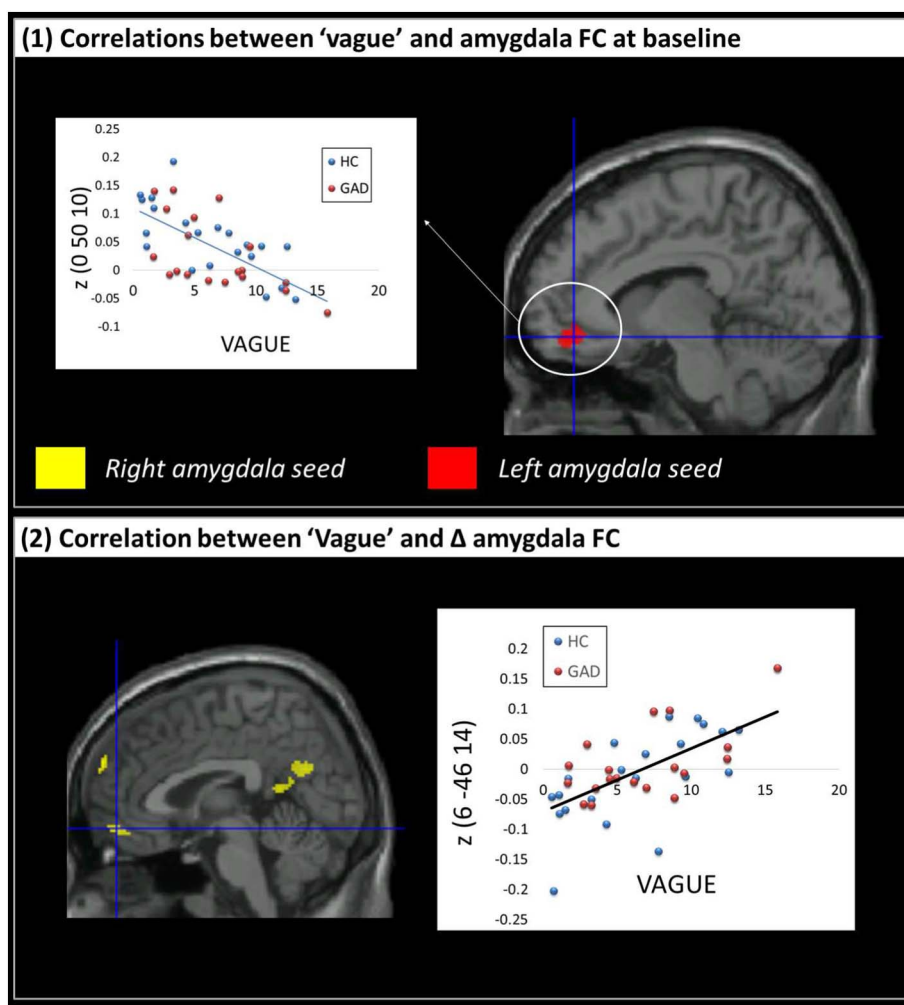 (1) Correlations between ‘vague’ and amygdala FC at baseline
0.25
0.2
0.15
0.1
0.05
0
-0.05
-0.1
0 5 10 15 20
z (0 50 10)
VAGUE
HC
GAD
Right amygdala seed
Left amygdala seed
(2) Correlation between ‘Vague’ and Δ amygdala FC
0.2
0.15
0.1
0.05
0
-0.05
-0.1
-0.15
-0.2
-0.25
0 5 10 15 20
z (6 -46 14)
VAGUE
HC
GAD